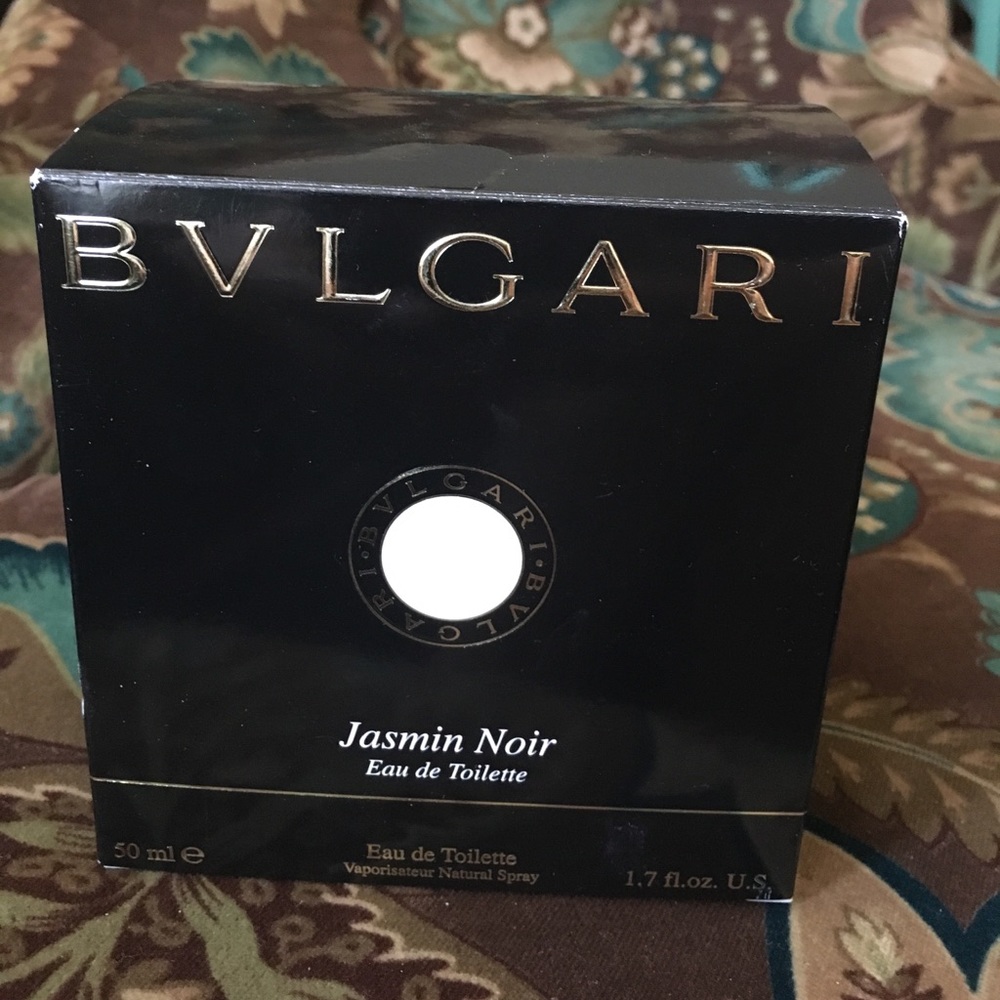 BVLGARI
BVLGARI • BVLGARI •
Jasmin Noir
Eau de Toilette
50 ml ℮
Eau de Toilette
Vaporisateur Natural Spray
1.7 fl.oz. U.S.